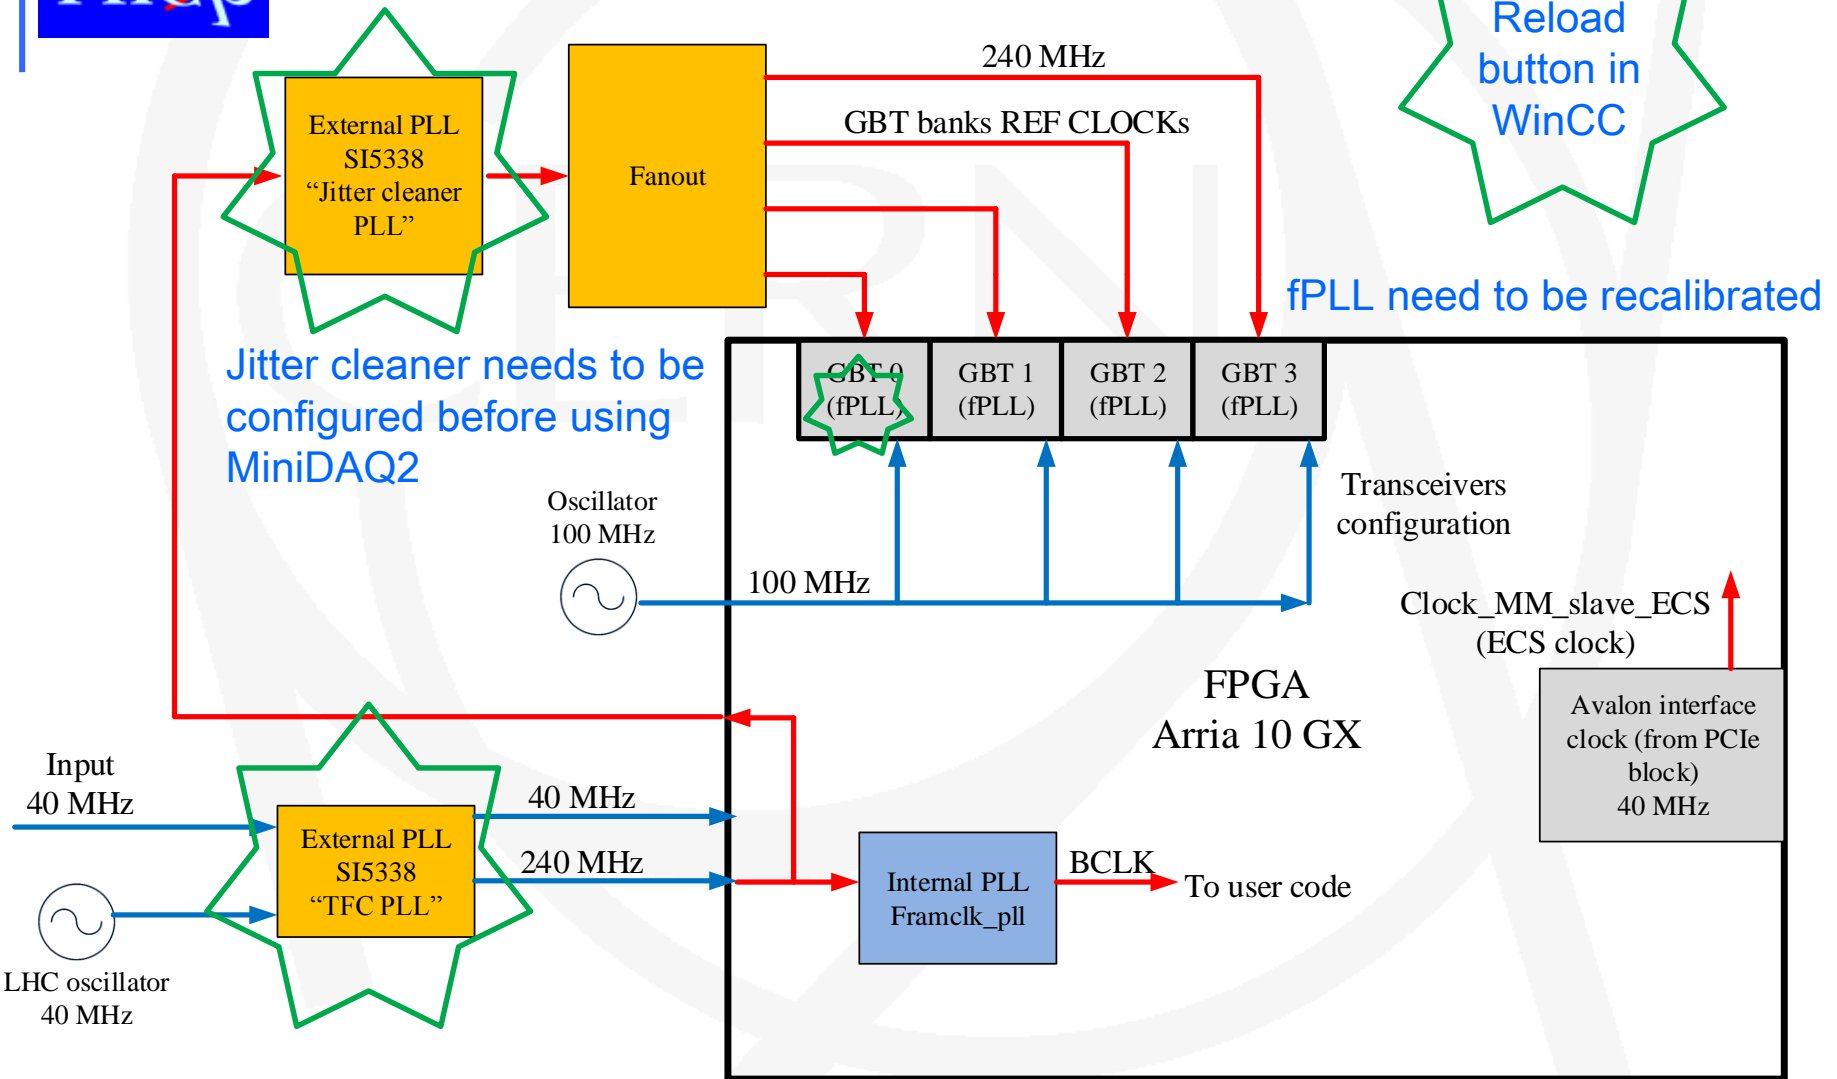 Reload
button in
WinCC
240 MHz
GBT banks REF CLOCKs
External PLL
SI5338
“Jitter cleaner
PLL”
Fanout
fPLL need to be recalibrated
Jitter cleaner needs to be
configured before using
MiniDAQ2
GBT 0
(fPLL)
GBT 1
(fPLL)
GBT 2
(fPLL)
GBT 3
(fPLL)
Oscillator
100 MHz
100 MHz
Transceivers
configuration
Clock_MM_slave_ECS
(ECS clock)
FPGA
Arria 10 GX
Avalon interface
clock (from PCIe
block)
40 MHz
Input
40 MHz
External PLL
SI5338
“TFC PLL”
40 MHz
240 MHz
Internal PLL
Framclk_pll
BCLK
To user code
LHC oscillator
40 MHz
CERN